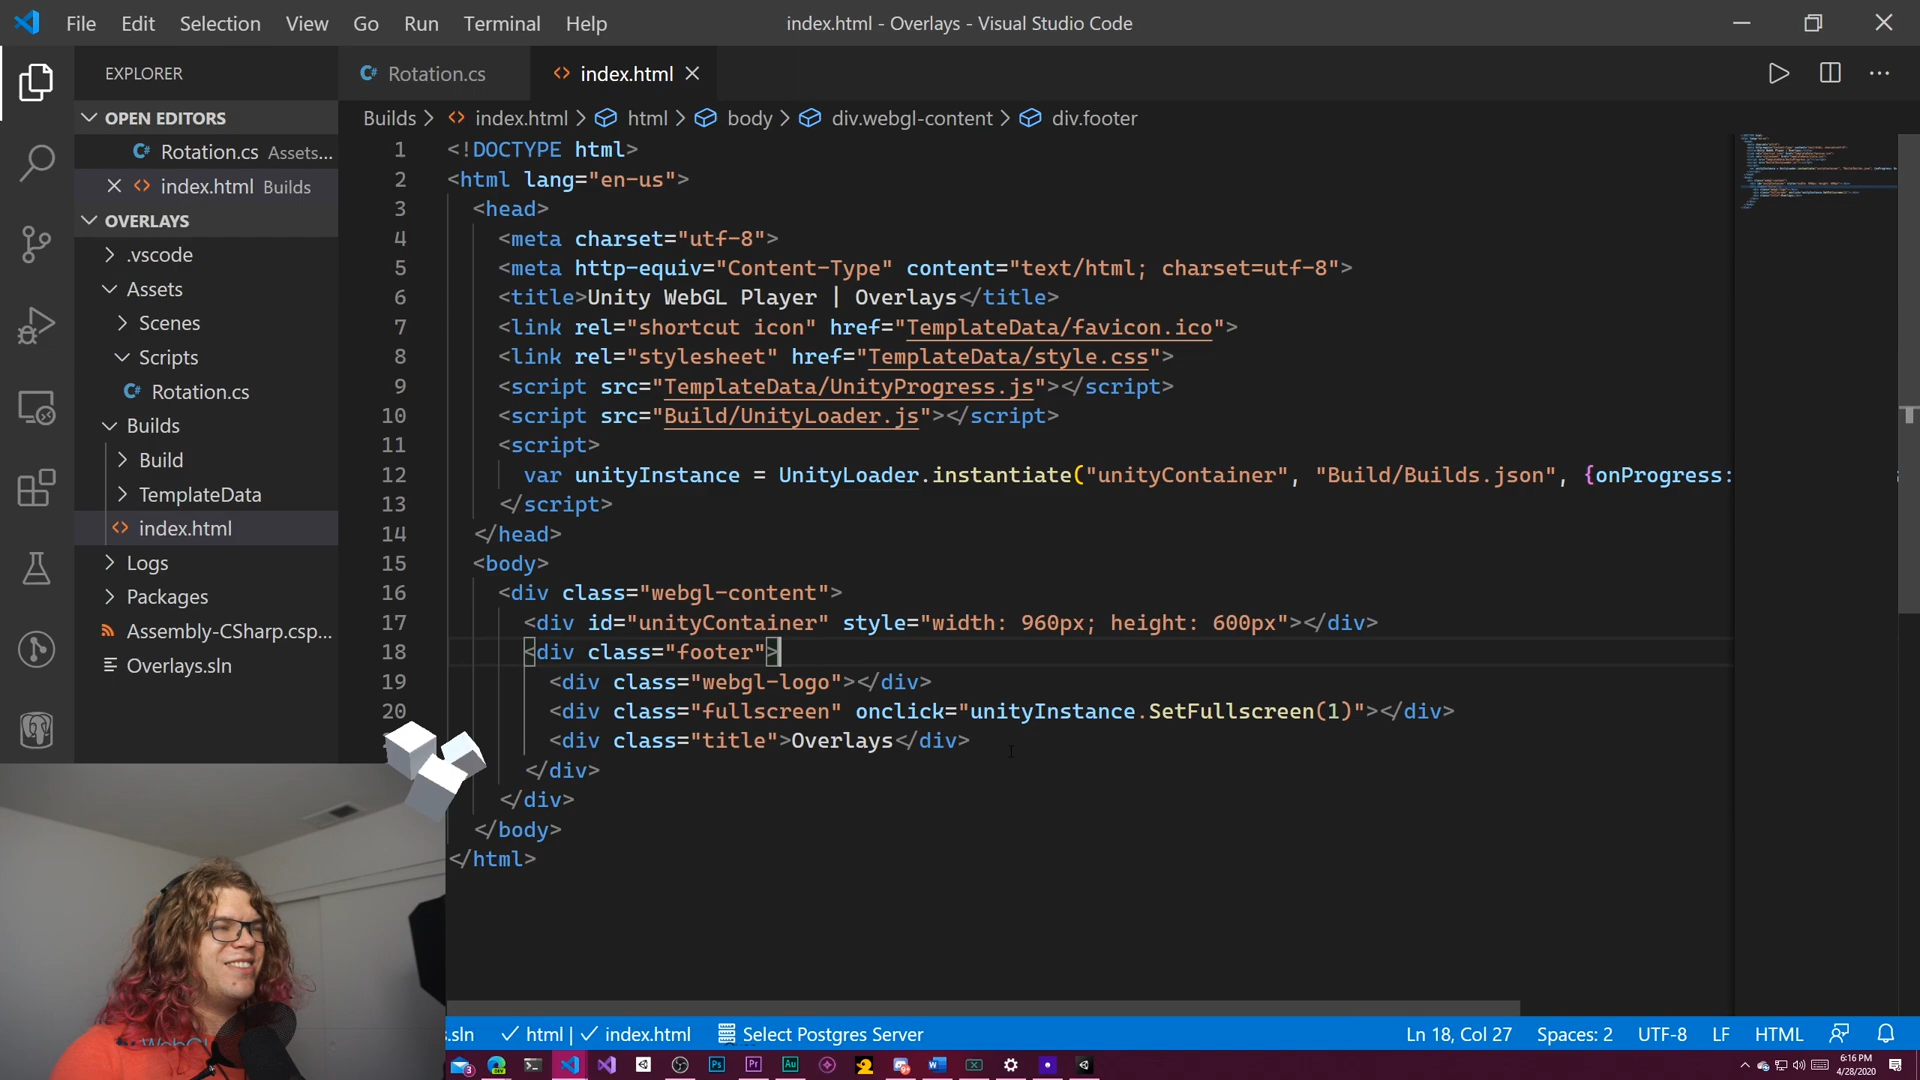 File Edit Selection View Go Run Terminal Help
index.html - Overlays - Visual Studio Code
EXPLORER
OPEN EDITORS
Rotation.cs Assets...
index.html Builds
OVERLAYS
.vscode
Assets
Scenes
Scripts
Rotation.cs
Builds
Build
TemplateData
index.html
Logs
Packages
Assembly-CSharp.csp...
Overlays.sln
Rotation.cs index.html
Builds > index.html > html > body > div.webgl-content > div.footer
1 <!DOCTYPE html>
2 <html lang="en-us">
3 <head>
4 <meta charset="utf-8">
5 <meta http-equiv="Content-Type" content="text/html; charset=utf-8">
6 <title>Unity WebGL Player | Overlays</title>
7 <link rel="shortcut icon" href="TemplateData/favicon.ico">
8 <link rel="stylesheet" href="TemplateData/style.css">
9 <script src="TemplateData/UnityProgress.js"></script>
10 <script src="Build/UnityLoader.js"></script>
11 <script>
12 var unityInstance = UnityLoader.instantiate("unityContainer", "Build/Builds.json", {onProgress:
13 </script>
14 </head>
15 <body>
16 <div class="webgl-content">
17 <div id="unityContainer" style="width: 960px; height: 600px"></div>
18 <div class="footer">
19 <div class="webgl-logo"></div>
20 <div class="fullscreen" onclick="unityInstance.SetFullscreen(1)"></div>
<div class="title">Overlays</div>
</div>
</div>
</body>
</html>
.sln html | index.html Select Postgres Server Ln 18, Col 27 Spaces: 2 UTF-8 LF HTML
6:16 PM
4/28/2020